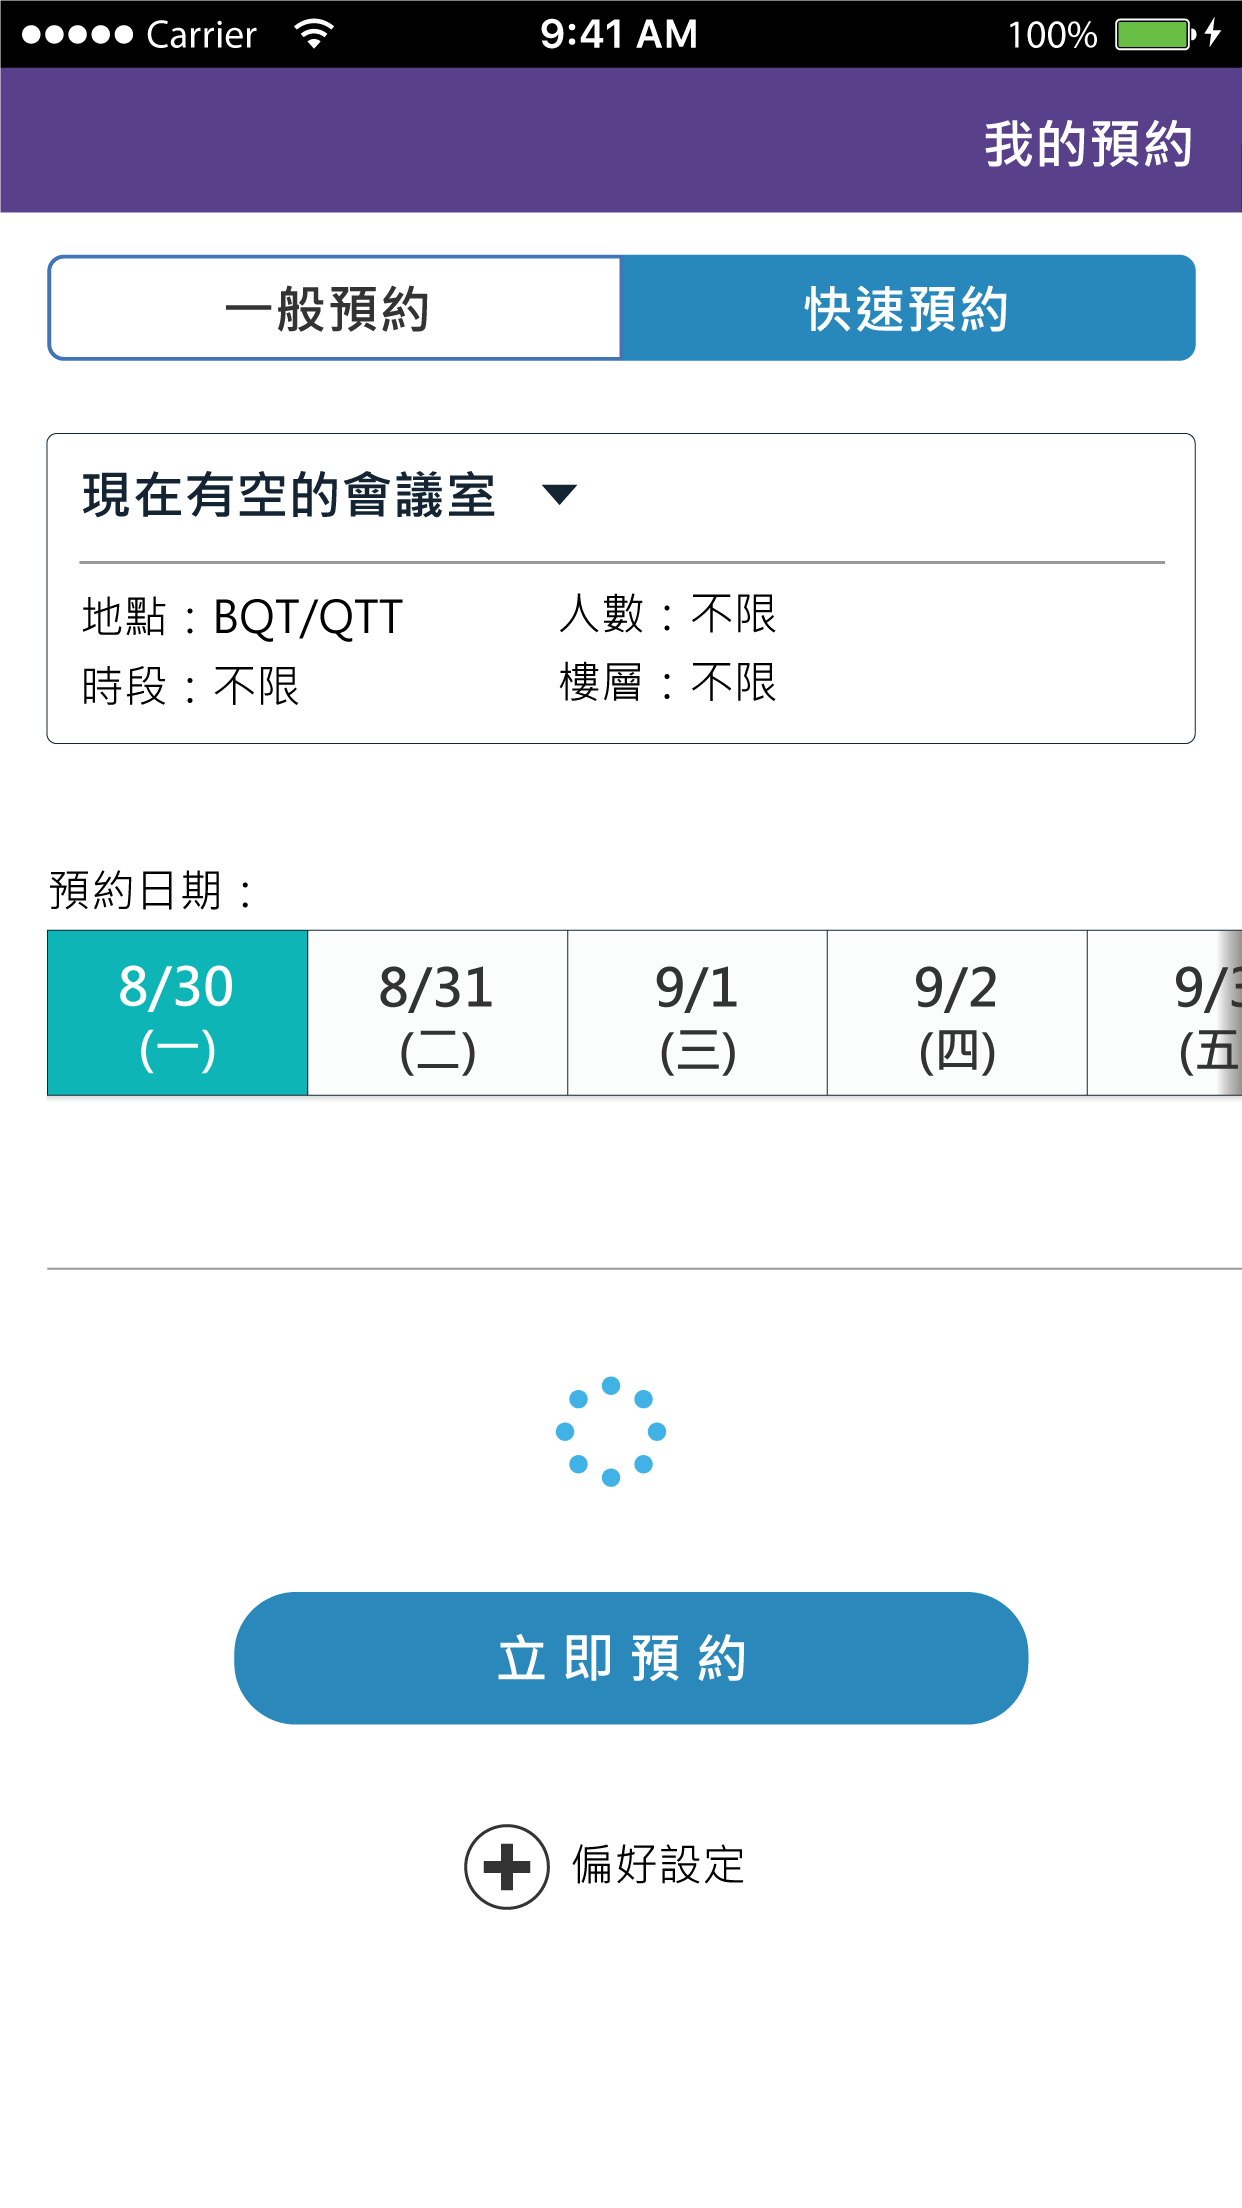 Carrier 9:41 AM 100%
我的預約
一般預約 快速預約
現在有空的會議室
地點：BQT/QTT 人數：不限
時段：不限 樓層：不限
預約日期：
8/30 8/31 9/1 9/2 9/3
(一) (二) (三) (四) (五
立即預約
偏好設定